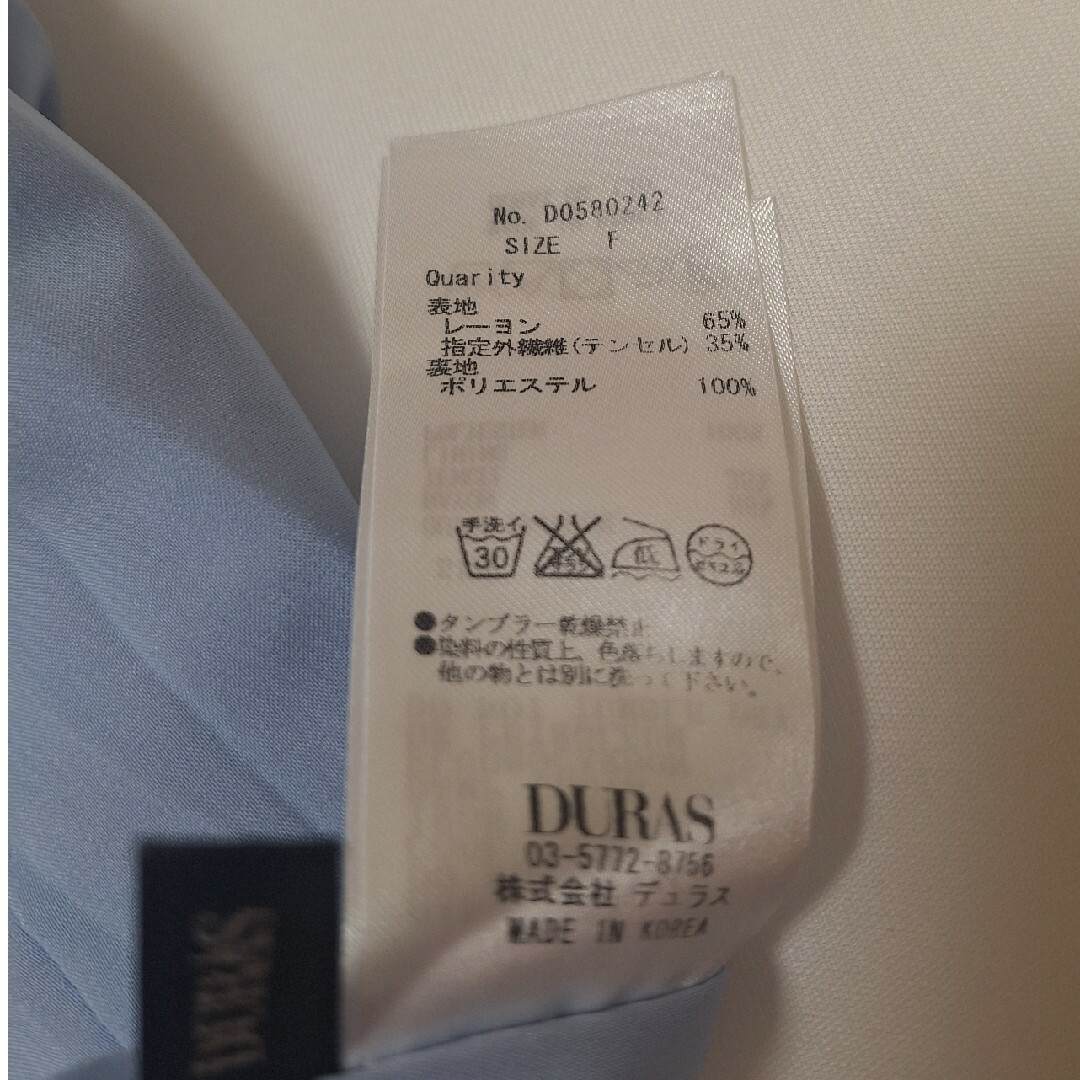 No. D0580242
SIZE F
Quarity
表地
レーヨン 65%
指定外繊維(テンセル) 35%
裏地
ポリエステル 100%
手洗イ
30
低
ドライ
●タンブラー乾燥禁止
●染料の性質上、色落ちしますので、
他の物とは別に洗って下さい。
DURAS
03-5772-8756
株式会社 デュラス
MADE IN KOREA